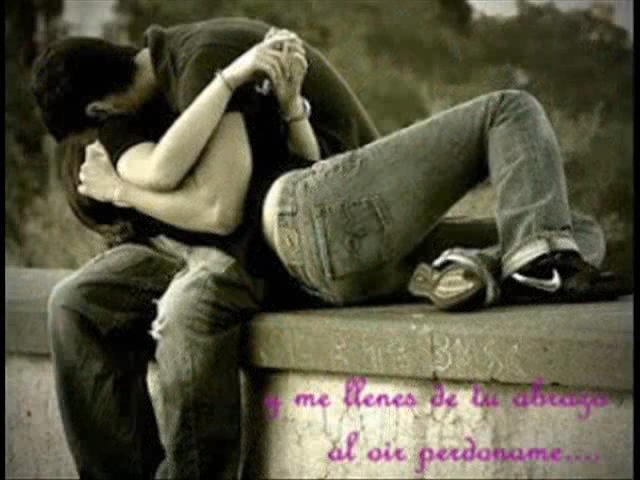 y me llenes de tu abrazo
al oir perdoname....